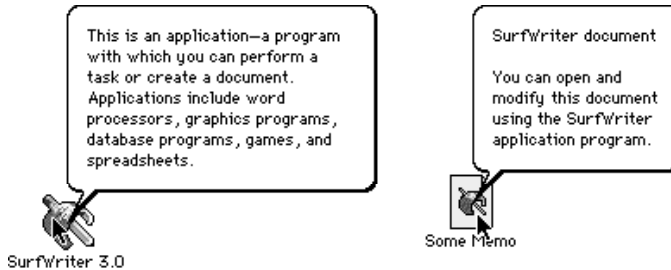 This is an application—a program
with which you can perform a
task or create a document.
Applications include word
processors, graphics programs,
database programs, games, and
spreadsheets.
SurfWriter 3.0
SurfWriter document
You can open and
modify this document
using the SurfWriter
application program.
Some Memo